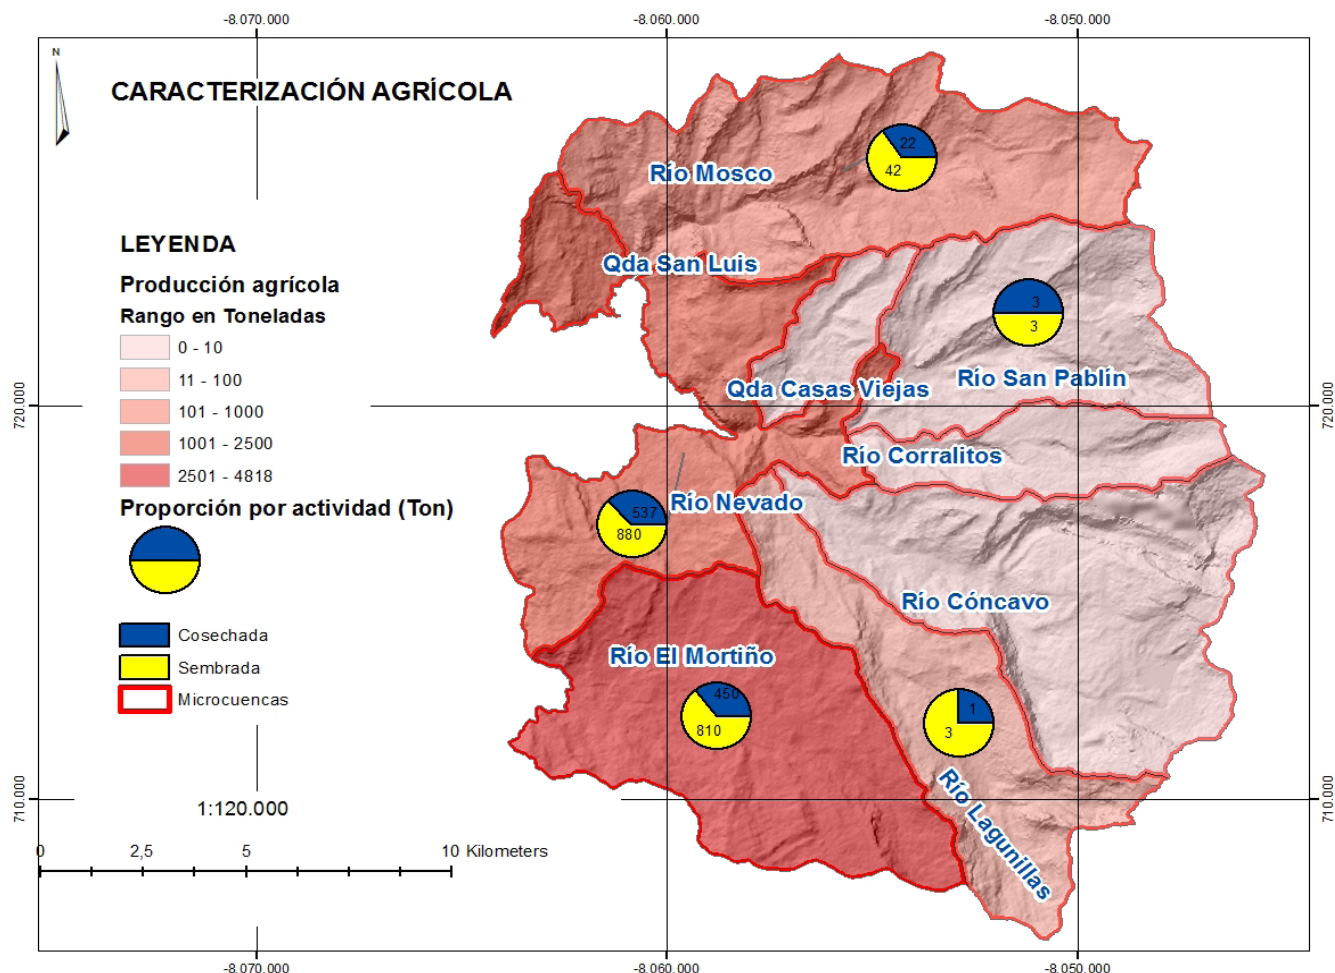 -8.070.000
-8.060.000
-8.050.000
N
CARACTERIZACIÓN AGRÍCOLA
LEYENDA
Producción agrícola
Rango en Toneladas
0 - 10
11 - 100
101 - 1000
1001 - 2500
2501 - 4818
Proporción por actividad (Ton)
Cosechada
Sembrada
Microcuencas
1:120.000
0
2,5
5
10 Kilometers
Río Mosco
22
42
Qda San Luis
3
3
Qda Casas Viejas
Río San Pablín
Río Corralitos
Río Nevado
537
880
Río Cóncavo
Río El Mortiño
450
810
1
3
Río Lagunillas
720.000
720.000
710.000
710.000
-8.070.000
-8.060.000
-8.050.000